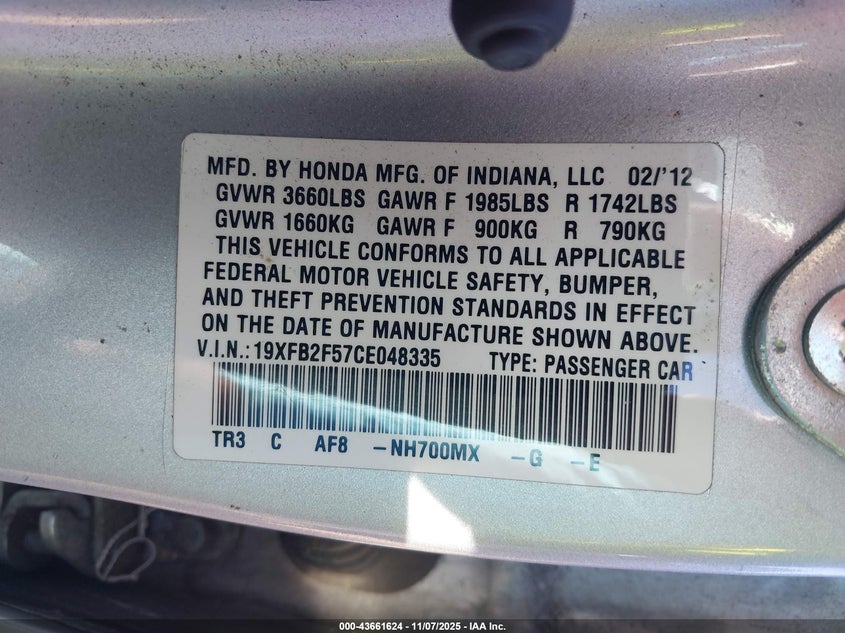 MFD. BY HONDA MFG. OF INDIANA, LLC 02/'12
GVWR 3660LBS GAWR F 1985LBS R 1742LBS
GVWR 1660KG GAWR F 900KG R 790KG
THIS VEHICLE CONFORMS TO ALL APPLICABLE
FEDERAL MOTOR VEHICLE SAFETY, BUMPER,
AND THEFT PREVENTION STANDARDS IN EFFECT
ON THE DATE OF MANUFACTURE SHOWN ABOVE.
V.I.N.: 19XFB2F57CE048335 TYPE: PASSENGER CAR
TR3 C AF8 -NH700MX -G -E
000-43661624 | 11/07/2025 - IAA Inc.